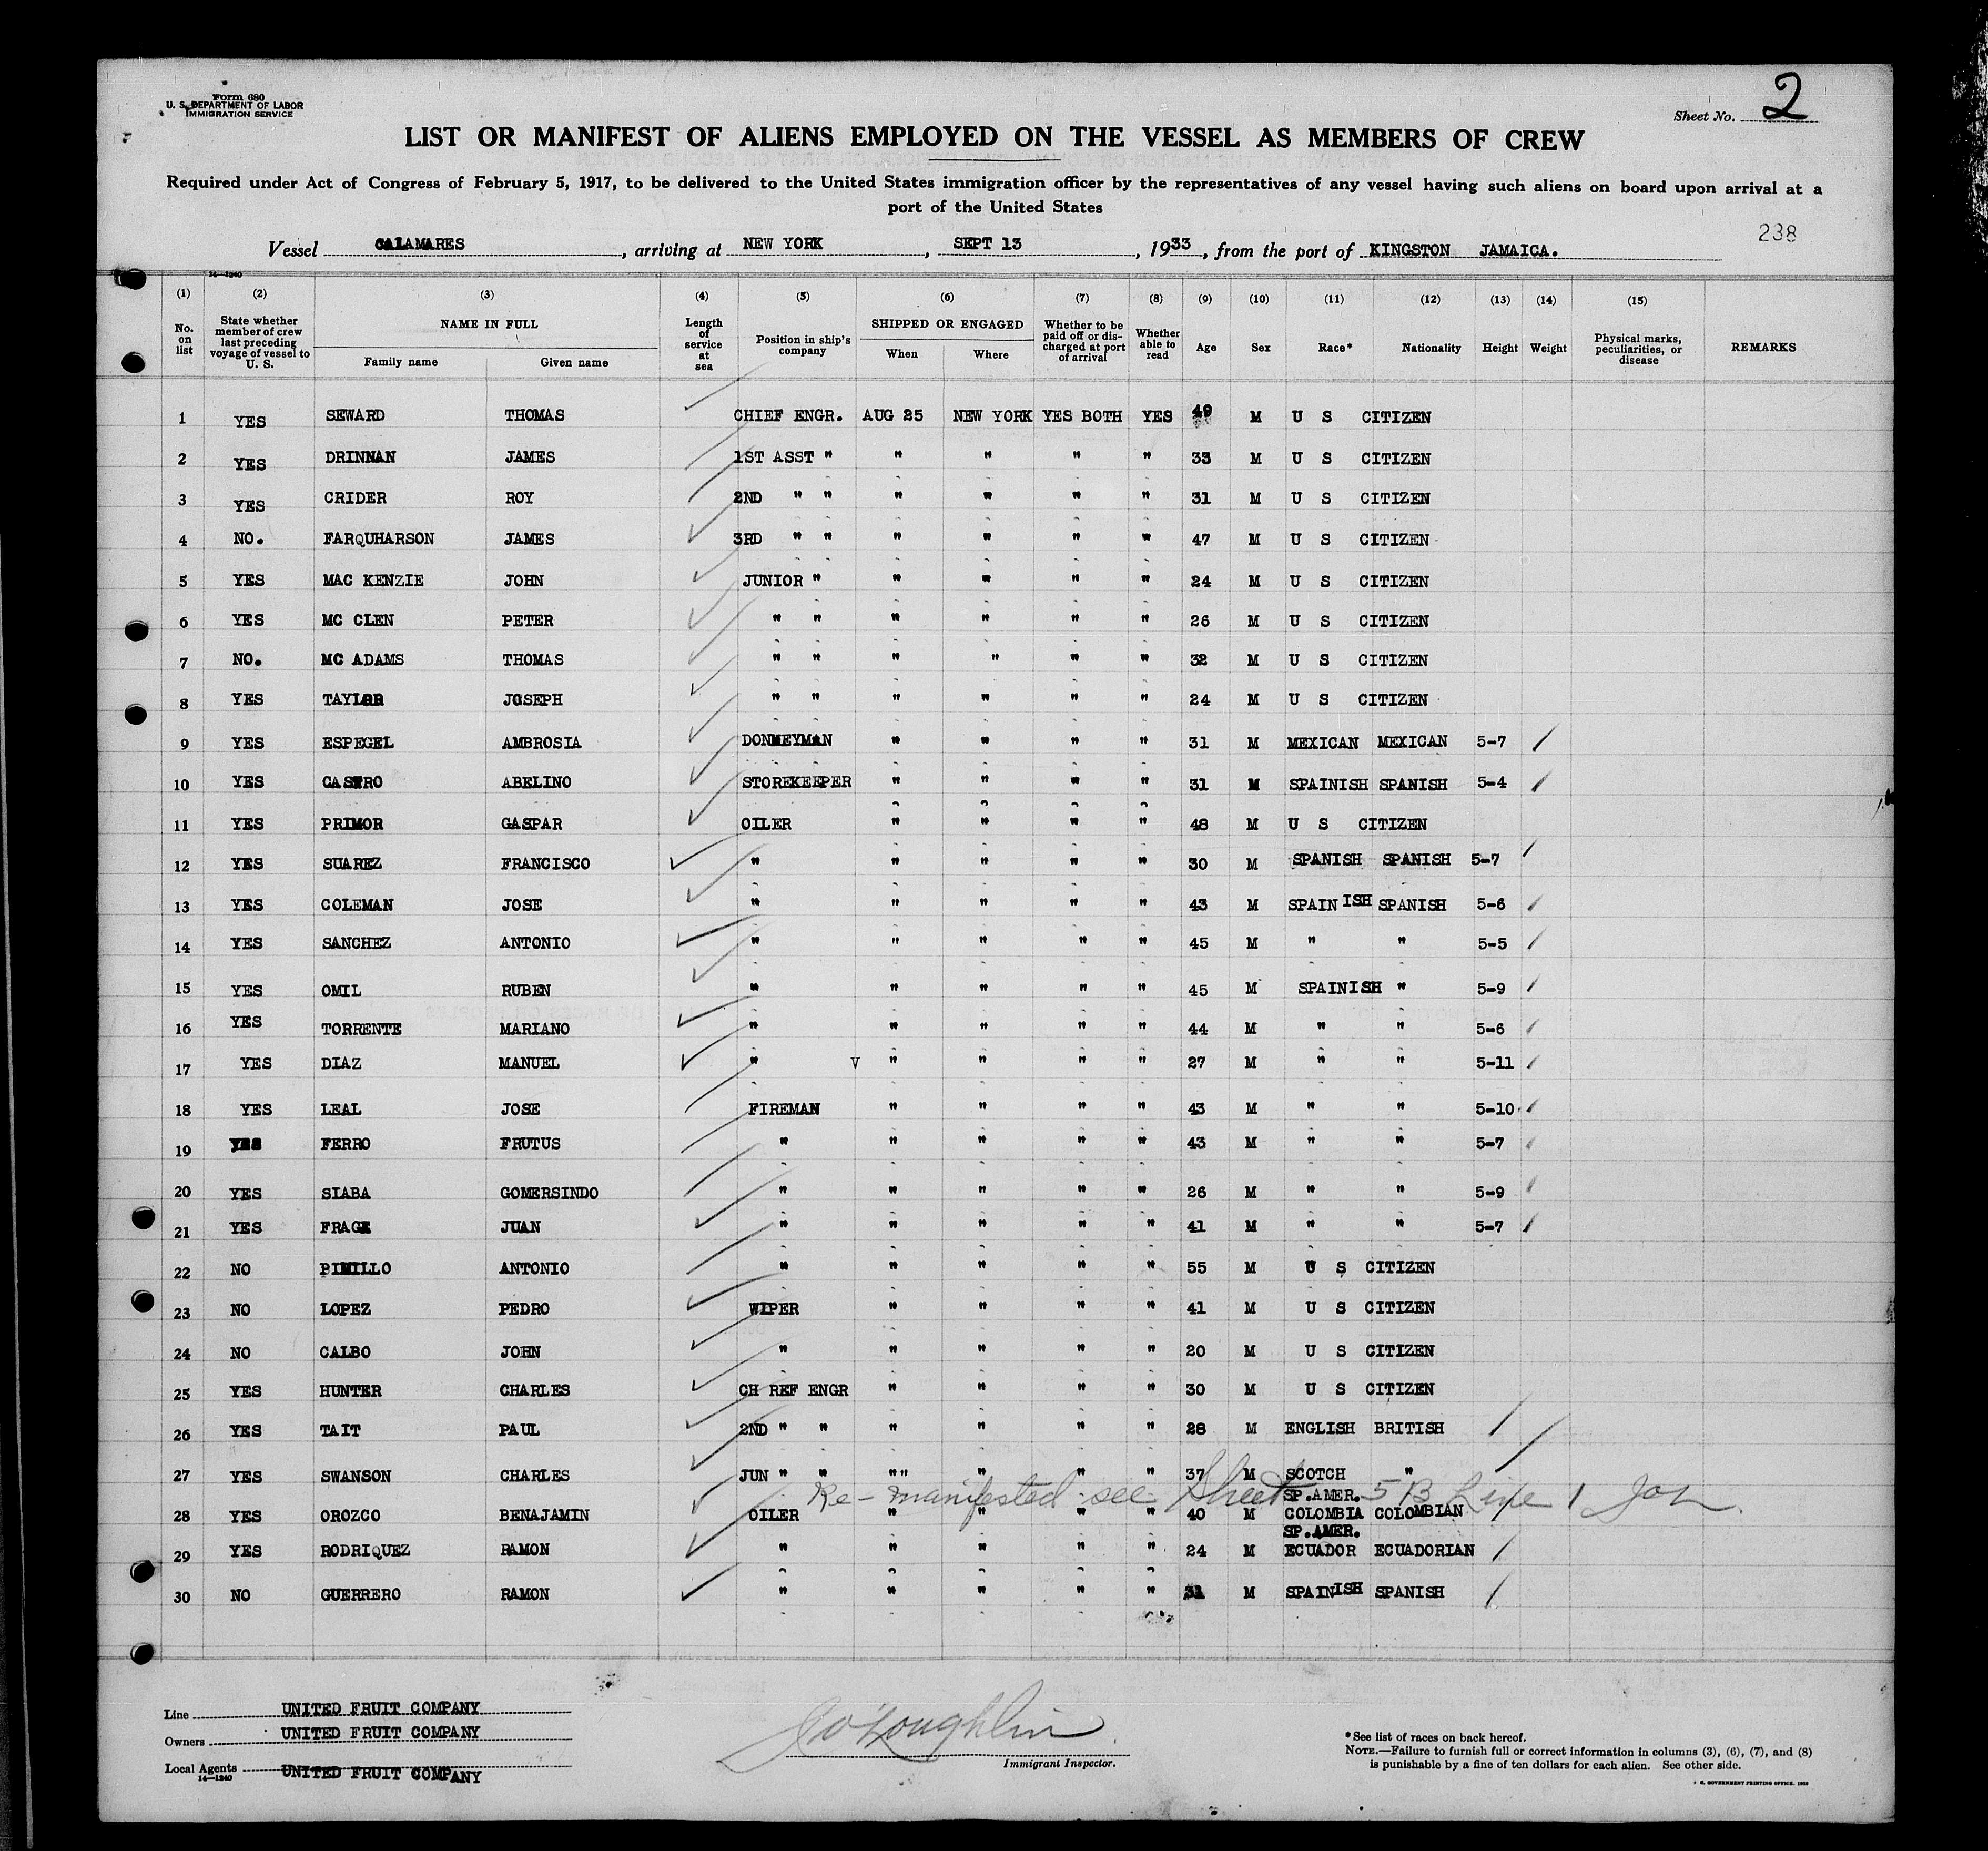 Form 680
U. S. DEPARTMENT OF LABOR
IMMIGRATION SERVICE
Sheet No. 2
LIST OR MANIFEST OF ALIENS EMPLOYED ON THE VESSEL AS MEMBERS OF CREW
Required under Act of Congress of February 5, 1917, to be delivered to the United States immigration officer by the representatives of any vessel having such aliens on board upon arrival at a
port of the United States
238
Vessel CALAMARES, arriving at NEW YORK, SEPT 13, 1933, from the port of KINGSTON JAMAICA.
14—1240
(1) (2) (3) (4) (5) (6) (7) (8) (9) (10) (11) (12) (13) (14) (15)
No. on list State whether member of crew last preceding voyage of vessel to U. S. NAME IN FULL Family name Given name Length of service at sea Position in ship's company SHIPPED OR ENGAGED When Where Whether to be paid off or discharged at port of arrival Whether able to read Age Sex Race* Nationality Height Weight Physical marks, peculiarities, or disease REMARKS
1 YES SEWARD THOMAS CHIEF ENGR. AUG 25 NEW YORK YES BOTH YES 49 M U S CITIZEN
2 YES DRINNAN JAMES 1ST ASST " " " " " 33 M U S CITIZEN
3 YES CRIDER ROY 2ND " " " " " " 31 M U S CITIZEN
4 NO. FARQUHARSON JAMES 3RD " " " " " " 47 M U S CITIZEN
5 YES MAC KENZIE JOHN JUNIOR " " " " " 24 M U S CITIZEN
6 YES MC CLEN PETER " " " " " " 26 M U S CITIZEN
7 NO. MC ADAMS THOMAS " " " " " " 32 M U S CITIZEN
8 YES TAYLOR JOSEPH " " " " " " 24 M U S CITIZEN
9 YES ESPEGEL AMBROSIA DONKEYMAN " " " " 31 M MEXICAN MEXICAN 5-7
10 YES CASTRO ABELINO STOREKEEPER " " " " 31 M SPAINISH SPANISH 5-4
11 YES PRIMOR GASPAR OILER " " " " 48 M U S CITIZEN
12 YES SUAREZ FRANCISCO " " " " " 30 M SPANISH SPANISH 5-7
13 YES COLEMAN JOSE " " " " " 43 M SPAINISH SPANISH 5-6
14 YES SANCHEZ ANTONIO " " " " " 45 M " " 5-5
15 YES OMIL RUBEN " " " " " 45 M SPAINISH " 5-9
16 YES TORRENTE MARIANO " " " " " 44 M " " 5-6
17 YES DIAZ MANUEL " V " " " " 27 M " " 5-11
18 YES LEAL JOSE FIREMAN " " " " 43 M " " 5-10
19 YES FERRO FRUTUS " " " " " 43 M " " 5-7
20 YES SIABA GOMERSINDO " " " " " 26 M " " 5-9
21 YES FRAGE JUAN " " " " " 41 M " " 5-7
22 NO ANTONIO " " " " " 55 M U S CITIZEN
23 NO LOPEZ PEDRO WIPER " " " " 41 M U S CITIZEN
24 NO CALBO JOHN " " " " " 20 M U S CITIZEN
25 YES HUNTER CHARLES CH REF ENGR " " " " 30 M U S CITIZEN
26 YES TAIT PAUL 2ND " " " " " " 28 M ENGLISH BRITISH
27 YES SWANSON CHARLES JUN " " "" " " " 37 M SCOTCH "
Re-manifested see Sheet 5 B Line 1
28 YES OROZCO BENAJAMIN OILER " " " " 40 M SP.AMER. COLOMBIA COLOMBIAN
29 YES RODRIQUEZ RAMON " " " " " 24 M SP.AMER. ECUADOR ECUADORIAN
30 NO GUERRERO RAMON " " " " " 31 M SPAINISH SPANISH
Line UNITED FRUIT COMPANY
Owners UNITED FRUIT COMPANY
Local Agents UNITED FRUIT COMPANY
14—1240
J O'Loughlin
Immigrant Inspector.
*See list of races on back hereof.
NOTE.—Failure to furnish full or correct information in columns (3), (6), (7), and (8)
is punishable by a fine of ten dollars for each alien. See other side.